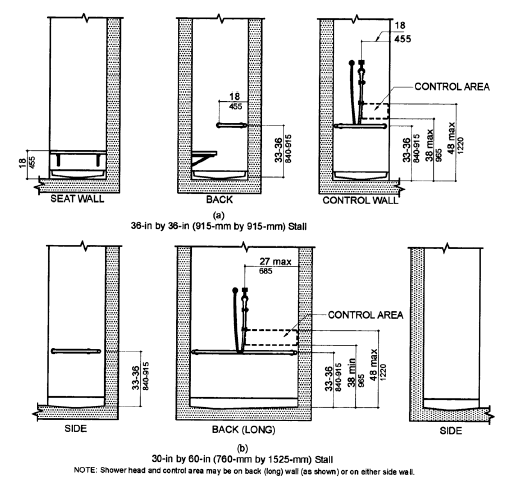 18
455
SEAT WALL
18
455
33-36
840-915
BACK
18
455
CONTROL AREA
33-36
840-915
38 max
965
48 max
1220
CONTROL WALL
(a)
36-in by 36-in (915-mm by 915-mm) Stall
33-36
840-915
SIDE
27 max
685
CONTROL AREA
33-36
840-915
38 min
965
48 max
1220
BACK (LONG)
SIDE
(b)
30-in by 60-in (760-mm by 1525-mm) Stall
NOTE: Shower head and control area may be on back (long) wall (as shown) or on either side wall.